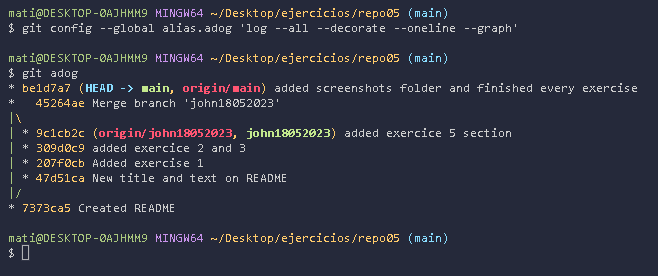 mati@DESKTOP-0AJHMM9 MINGW64 ~/Desktop/ejercicios/repo05 (main)
$ git config --global alias.adog 'log --all --decorate --oneline --graph'
mati@DESKTOP-0AJHMM9 MINGW64 ~/Desktop/ejercicios/repo05 (main)
$ git adog
* be1d7a7 (HEAD -> main, origin/main) added screenshots folder and finished every exercise
*   45264ae Merge branch 'john18052023'
|\
| * 9c1cb2c (origin/john18052023, john18052023) added exercice 5 section
| * 309d0c9 added exercice 2 and 3
| * 207f0cb Added exercise 1
| * 47d51ca New title and text on README
|/
* 7373ca5 Created README
mati@DESKTOP-0AJHMM9 MINGW64 ~/Desktop/ejercicios/repo05 (main)
$